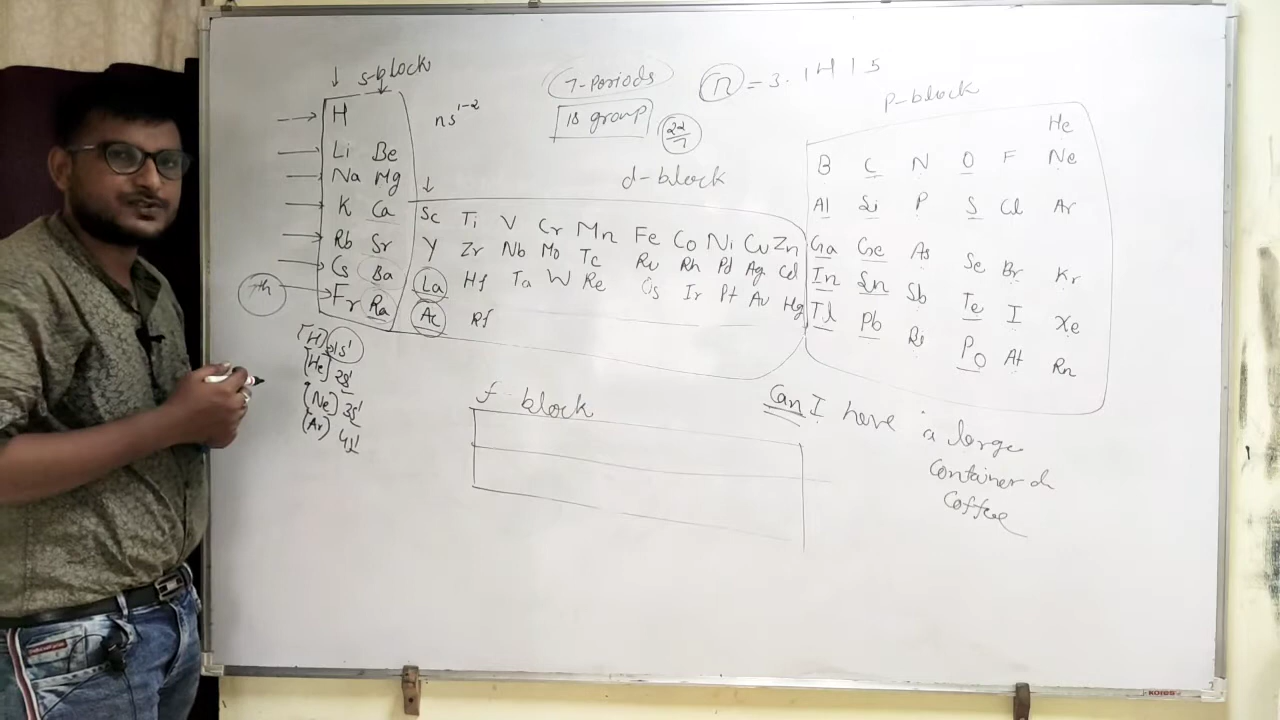 s-block
7-periods
π = 3.1415
18 group
22/7
ns¹⁻²
p-block
d-block
H
He
Li Be
B C N O F Ne
Na Mg
Al Si P S Cl Ar
K Ca Sc Ti V Cr Mn Fe Co Ni Cu Zn
Ga Ge As Se Br Kr
Rb Sr Y Zr Nb Mo Tc Ru Rh Pd Ag Cd
In Sn Sb Te I Xe
Cs Ba La Hf Ta W Re Os Ir Pt Au Hg
Tl Pb Bi Po At Rn
7th
Fr Ra Ac Rf
[H] 1s¹
[He] 2s¹
[Ne] 3s¹
[Ar] 4s¹
f-block
Can I have a large
container of
coffee
KORES